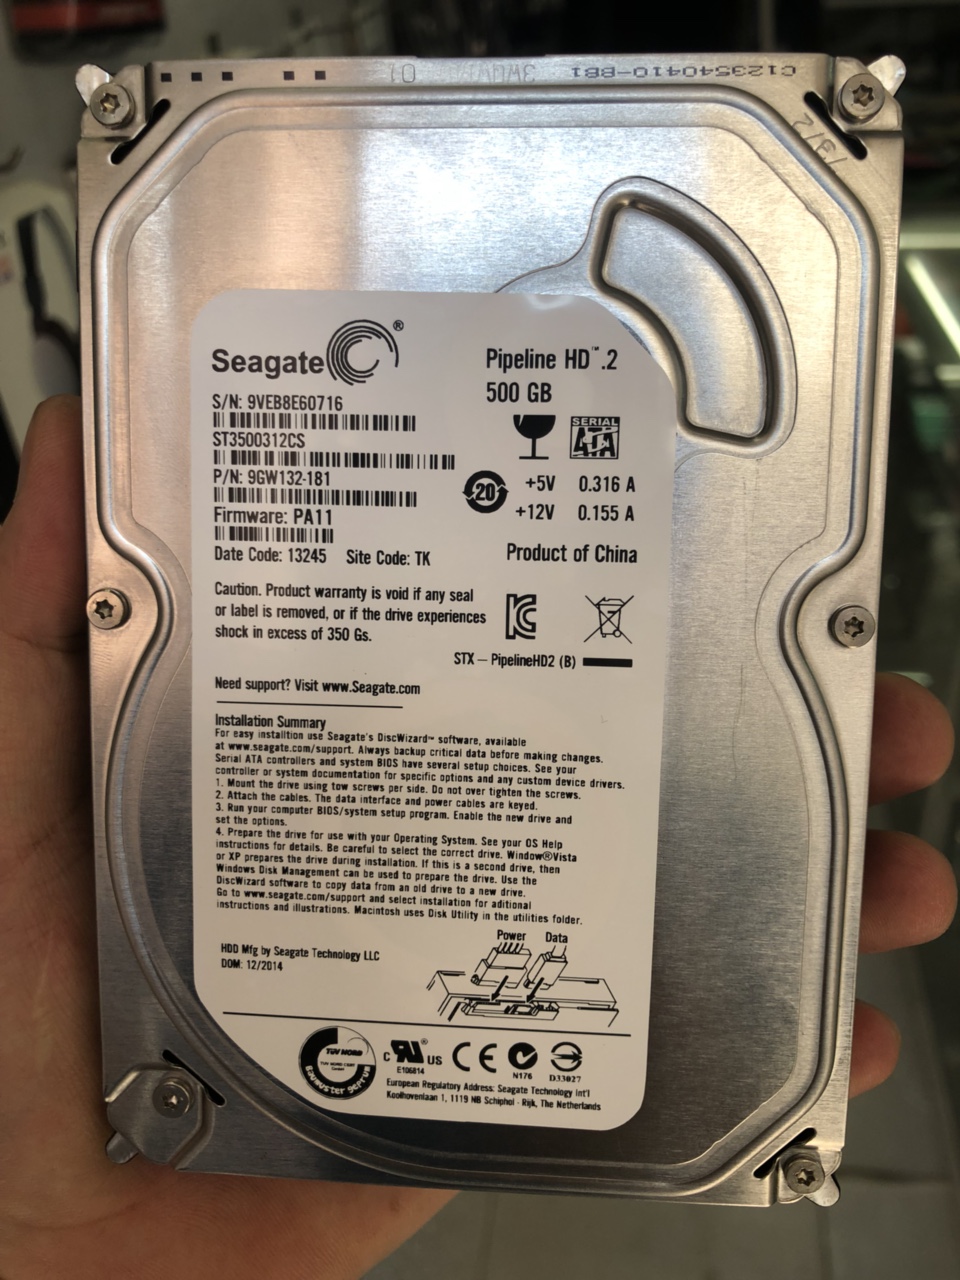 C123540410-BB1
01
7/3/2
Seagate®
Pipeline HD™.2
500 GB
S/N: 9VEB8E60716
ST3500312CS
P/N: 9GW132-181
Firmware: PA11
Date Code: 13245 Site Code: TK
SERIAL
ATA
20
+5V 0.316 A
+12V 0.155 A
Product of China
Caution. Product warranty is void if any seal
or label is removed, or if the drive experiences
shock in excess of 350 Gs.
STX – PipelineHD2 (B)
Need support? Visit www.Seagate.com
Installation Summary
For easy installtion use Seagate's DiscWizard™ software, available
at www.seagate.com/support. Always backup critical data before making changes.
Serial ATA controllers and system BIOS have several setup choices. See your
controller or system documentation for specific options and any custom device drivers.
1. Mount the drive using tow screws per side. Do not over tighten the screws.
2. Attach the cables. The data interface and power cables are keyed.
3. Run your computer BIOS/system setup program. Enable the new drive and
set the options.
4. Prepare the drive for use with your Operating System. See your OS Help
instructions for details. Be careful to select the correct drive. Window®Vista
or XP prepares the drive during installation. If this is a second drive, then
Windows Disk Management can be used to prepare the drive. Use the
DiscWizard software to copy data from an old drive to a new drive.
Go to www.seagate.com/support and select installation for aditional
instructions and illustrations. Macintosh uses Disk Utility in the utilities folder.
Power Data
HDD Mfg by Seagate Technology LLC
DOM: 12/2014
TÜV NORD
TUV NORD CERT
GmbH
C RU® US
E106814
CE
N176
D33027
European Regulatory Address: Seagate Technology Int'l
Koolhovenlaan 1, 1119 NB Schiphol - Rijk, The Netherlands